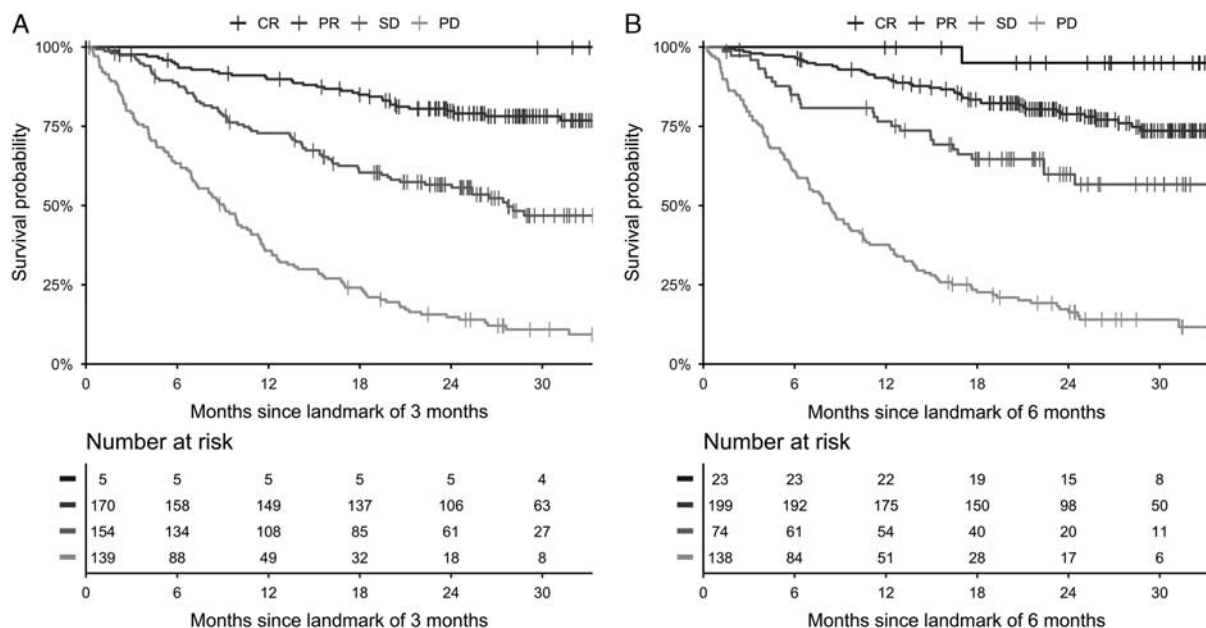 A
CR PR SD PD
100%
75%
50%
25%
0%
Survival probability
0 6 12 18 24 30
Months since landmark of 3 months
Number at risk
5 5 5 5 5 4
170 158 149 137 106 63
154 134 108 85 61 27
139 88 49 32 18 8
0 6 12 18 24 30
Months since landmark of 3 months
B
CR PR SD PD
100%
75%
50%
25%
0%
Survival probability
0 6 12 18 24 30
Months since landmark of 6 months
Number at risk
23 23 22 19 15 8
199 192 175 150 98 50
74 61 54 40 20 11
138 84 51 28 17 6
0 6 12 18 24 30
Months since landmark of 6 months